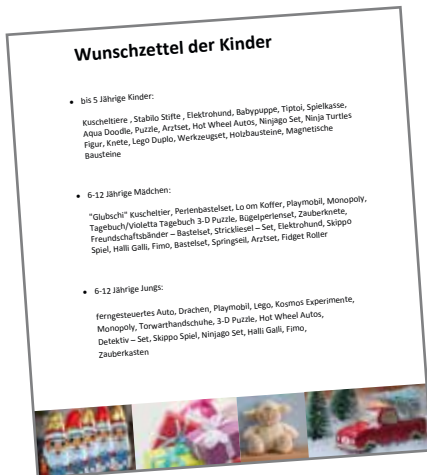 Wunschzettel der Kinder
• bis 5 Jährige Kinder:
Kuscheltiere , Stabilo Stifte , Elektrohund, Babypuppe, Tiptoi, Spielkasse,
Aqua Doodle, Puzzle, Arztset, Hot Wheel Autos, Ninjago Set, Ninja Turtles
Figur, Knete, Lego Duplo, Werkzeugset, Holzbausteine, Magnetische
Bausteine
• 6-12 Jährige Mädchen:
"Glubschi" Kuscheltier, Perlenbastelset, Lo om Koffer, Playmobil, Monopoly,
Tagebuch/Violetta Tagebuch 3-D Puzzle, Bügelperlenset, Zauberknete,
Freundschaftsbänder – Bastelset, Strickliesel – Set, Elektrohund, Skippo
Spiel, Halli Galli, Fimo, Bastelset, Springseil, Arztset, Fidget Roller
• 6-12 Jährige Jungs:
ferngesteuertes Auto, Drachen, Playmobil, Lego, Kosmos Experimente,
Monopoly, Torwarthandschuhe, 3-D Puzzle, Hot Wheel Autos,
Detektiv – Set, Skippo Spiel, Ninjago Set, Halli Galli, Fimo,
Zauberkasten